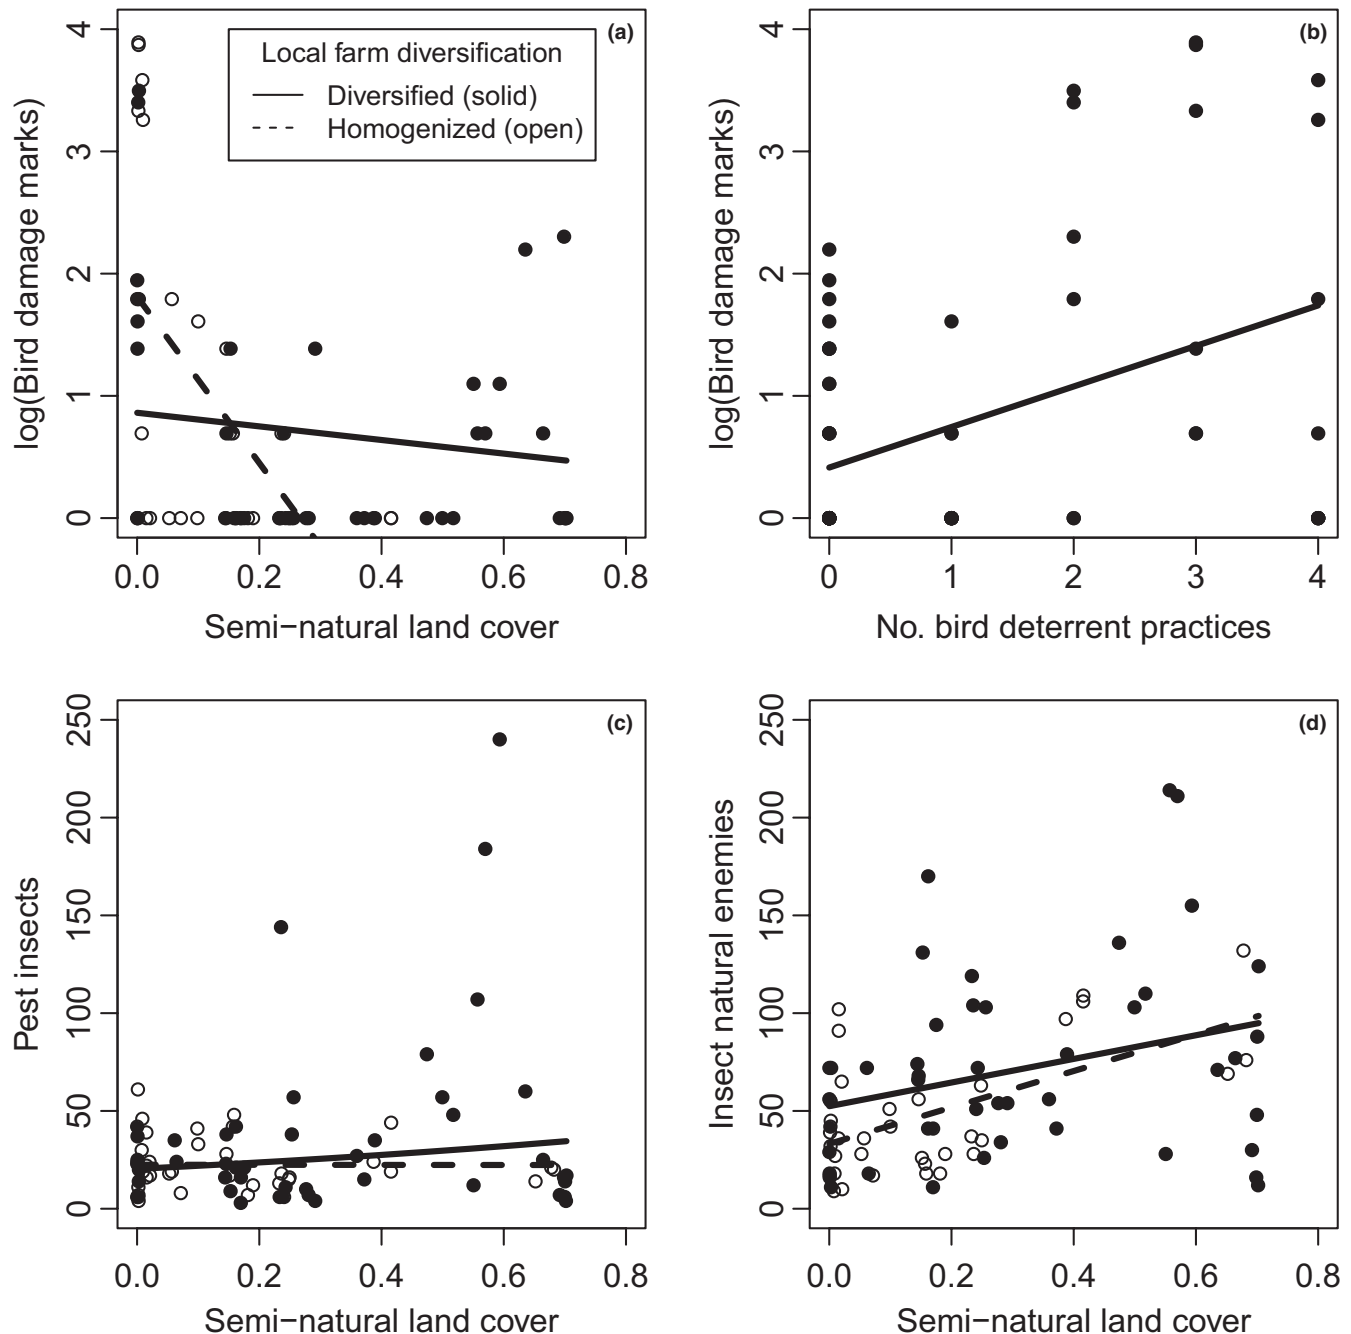 (a)
Local farm diversification
Diversified (solid)
Homogenized (open)
log(Bird damage marks)
4
3
2
1
0
0.0 0.2 0.4 0.6 0.8
Semi−natural land cover
(b)
log(Bird damage marks)
4
3
2
1
0
0 1 2 3 4
No. bird deterrent practices
(c)
Pest insects
250
200
150
100
50
0
0.0 0.2 0.4 0.6 0.8
Semi−natural land cover
(d)
Insect natural enemies
250
200
150
100
50
0
0.0 0.2 0.4 0.6 0.8
Semi−natural land cover